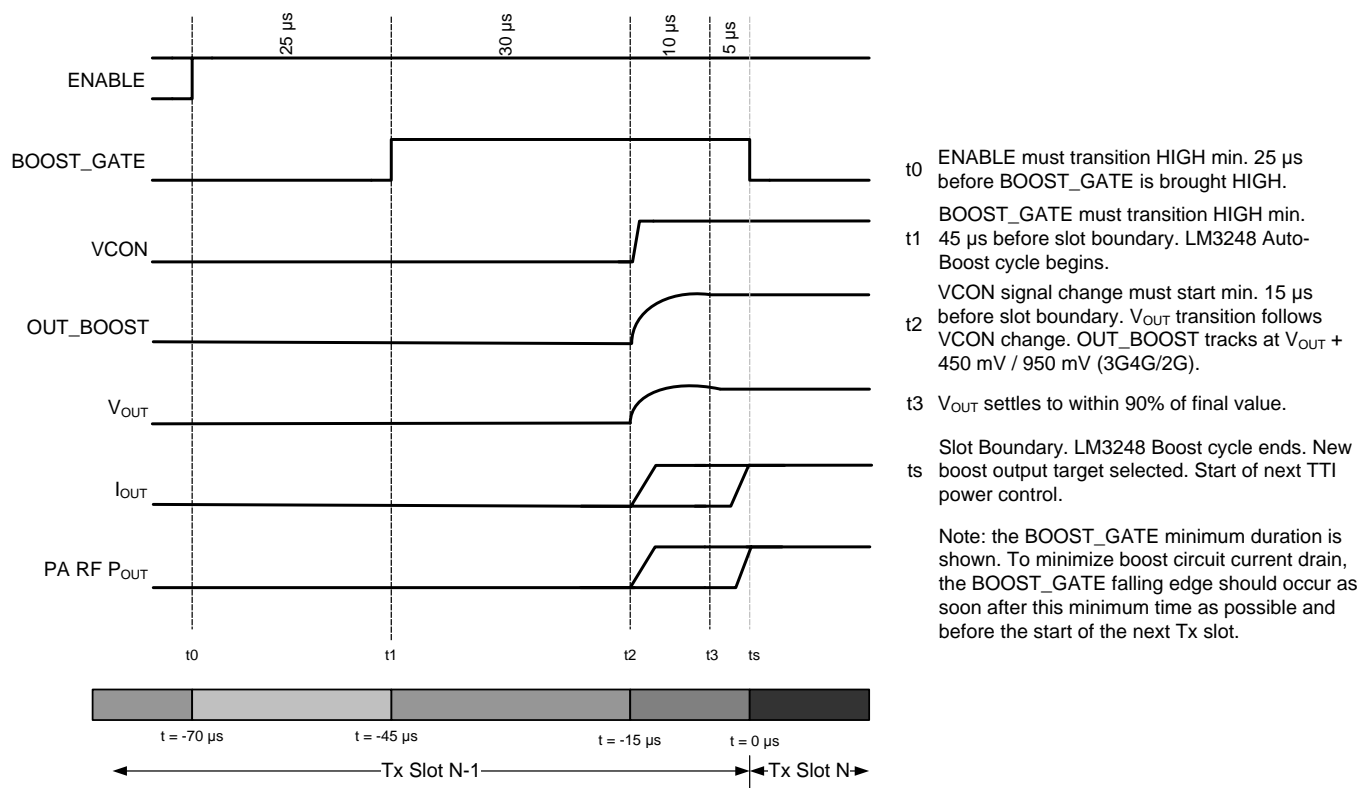 25 µs
30 µs
10 µs
5 µs
ENABLE
BOOST_GATE
VCON
OUT_BOOST
VOUT
IOUT
PA RF POUT
t0
ENABLE must transition HIGH min. 25 µs
before BOOST_GATE is brought HIGH.
t1
BOOST_GATE must transition HIGH min.
45 µs before slot boundary. LM3248 Auto-
Boost cycle begins.
t2
VCON signal change must start min. 15 µs
before slot boundary. VOUT transition follows
VCON change. OUT_BOOST tracks at VOUT +
450 mV / 950 mV (3G4G/2G).
t3
VOUT settles to within 90% of final value.
ts
Slot Boundary. LM3248 Boost cycle ends. New
boost output target selected. Start of next TTI
power control.
Note: the BOOST_GATE minimum duration is
shown. To minimize boost circuit current drain,
the BOOST_GATE falling edge should occur as
soon after this minimum time as possible and
before the start of the next Tx slot.
t0
t1
t2
t3
ts
t = -70 µs
t = -45 µs
t = -15 µs
t = 0 µs
Tx Slot N-1
Tx Slot N